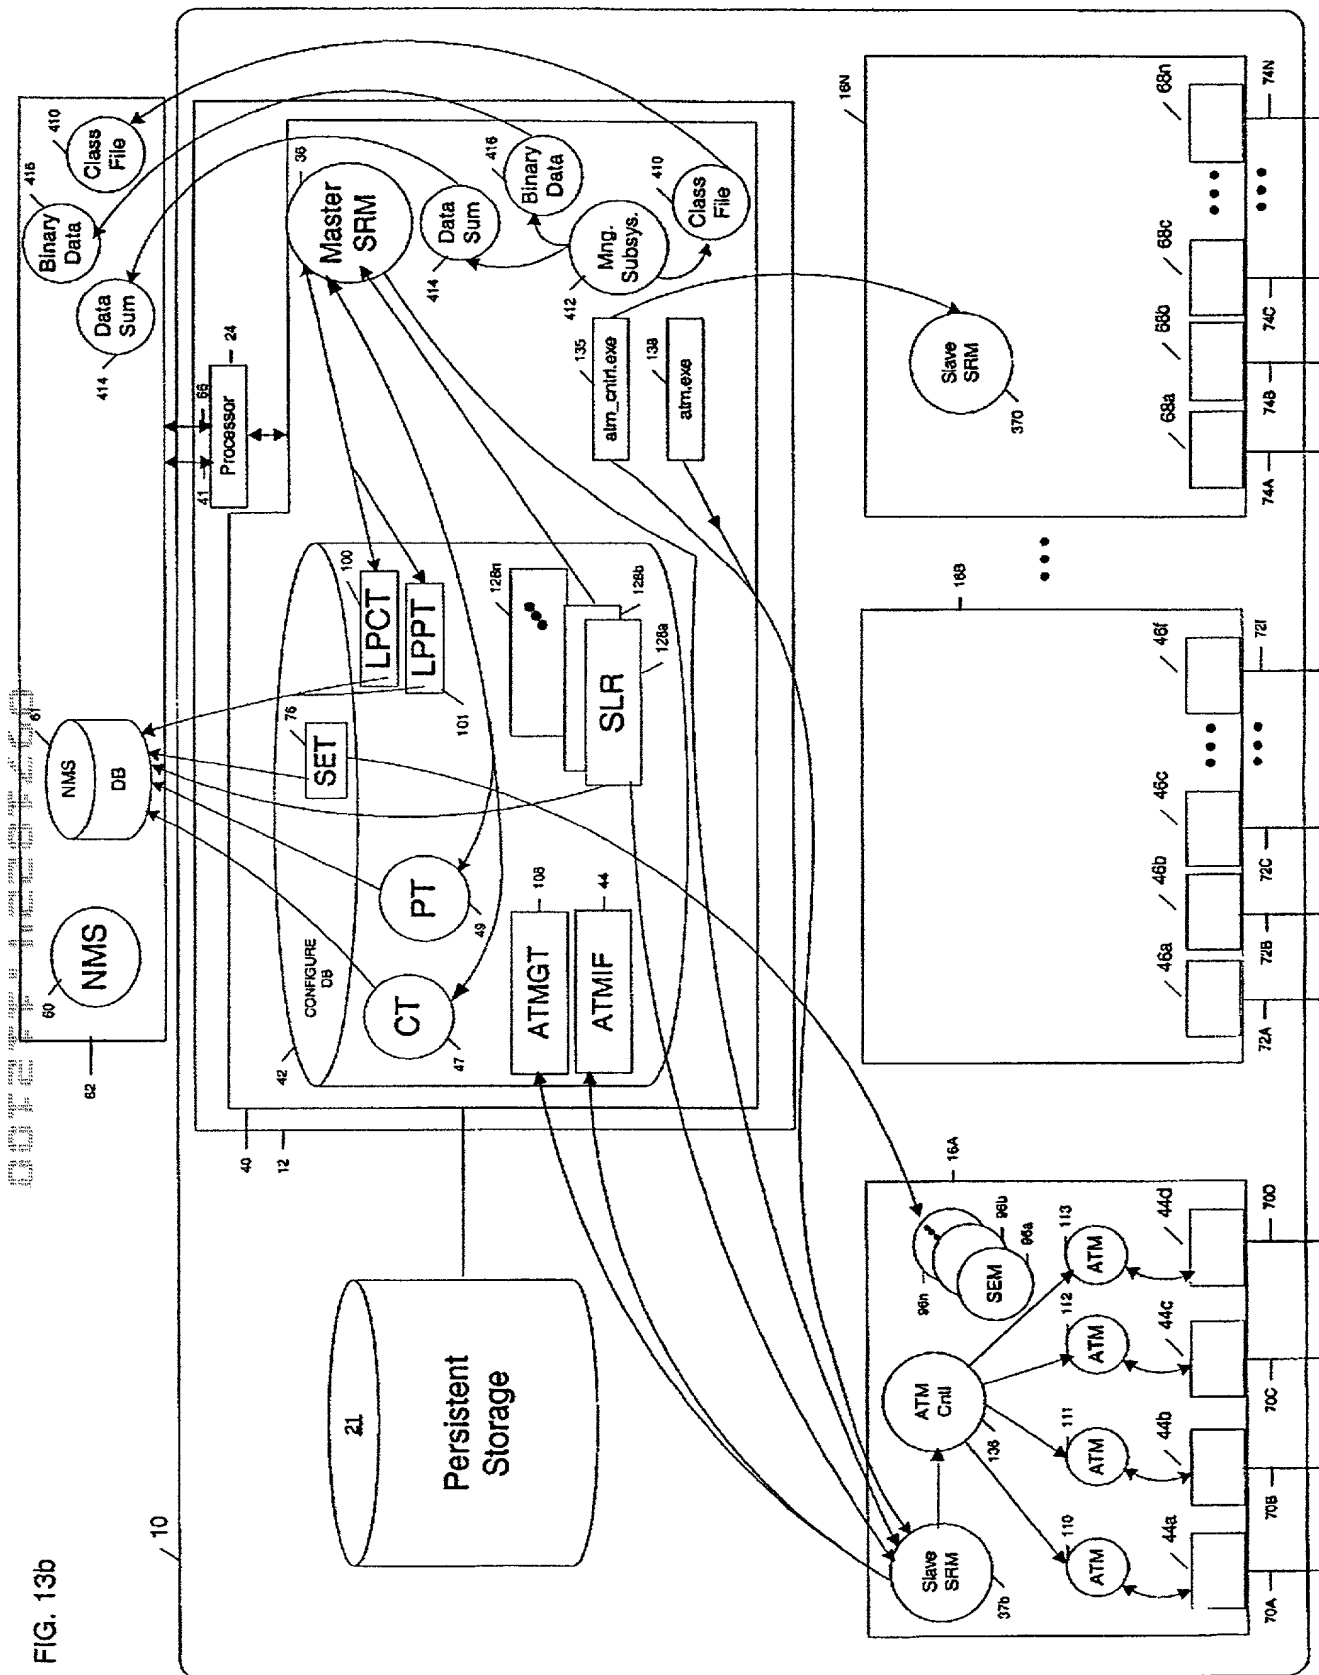 FIG. 13b
10
62
60
NMS
61
NMS
DB
414
Data
Sum
416
Binary
Data
410
Class
File
40
12
41
66
24
Processor
42
CONFIGURE
DB
47
CT
49
PT
76
SET
100
LPCT
LPPT
101
108
ATMGT
44
ATMIF
128n
128b
128a
SLR
36
Master
SRM
414
Data
Sum
416
Binary
Data
412
Mng.
Subsys.
410
Class
File
135
atm_cntrl.exe
138
atm.exe
21
Persistent
Storage
16A
Slave
SRM
37b
ATM
Cntl
136
96n
96b
96a
SEM
110
ATM
111
ATM
112
ATM
113
ATM
44a
44b
44c
44d
70A
70B
70C
70D
16B
46a
46b
46c
46f
72A
72B
72C
72f
16N
Slave
SRM
370
68a
68b
68c
68n
74A
74B
74C
74N